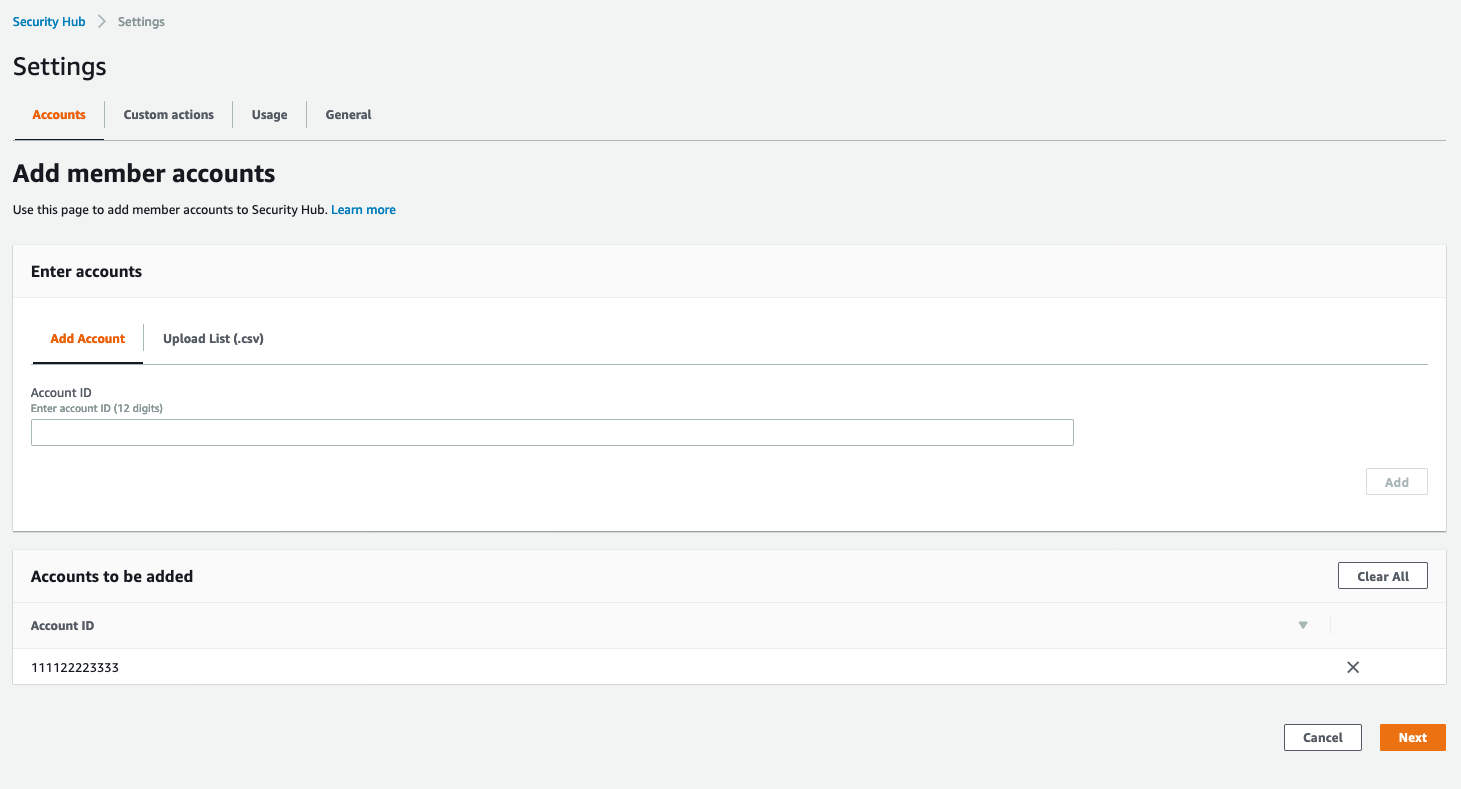 Security Hub Settings
Settings
Accounts Custom actions Usage General
Add member accounts
Use this page to add member accounts to Security Hub. Learn more
Enter accounts
Add Account Upload List (.csv)
Account ID
Enter account ID (12 digits)
Add
Accounts to be added Clear All
Account ID
111122223333
Cancel Next